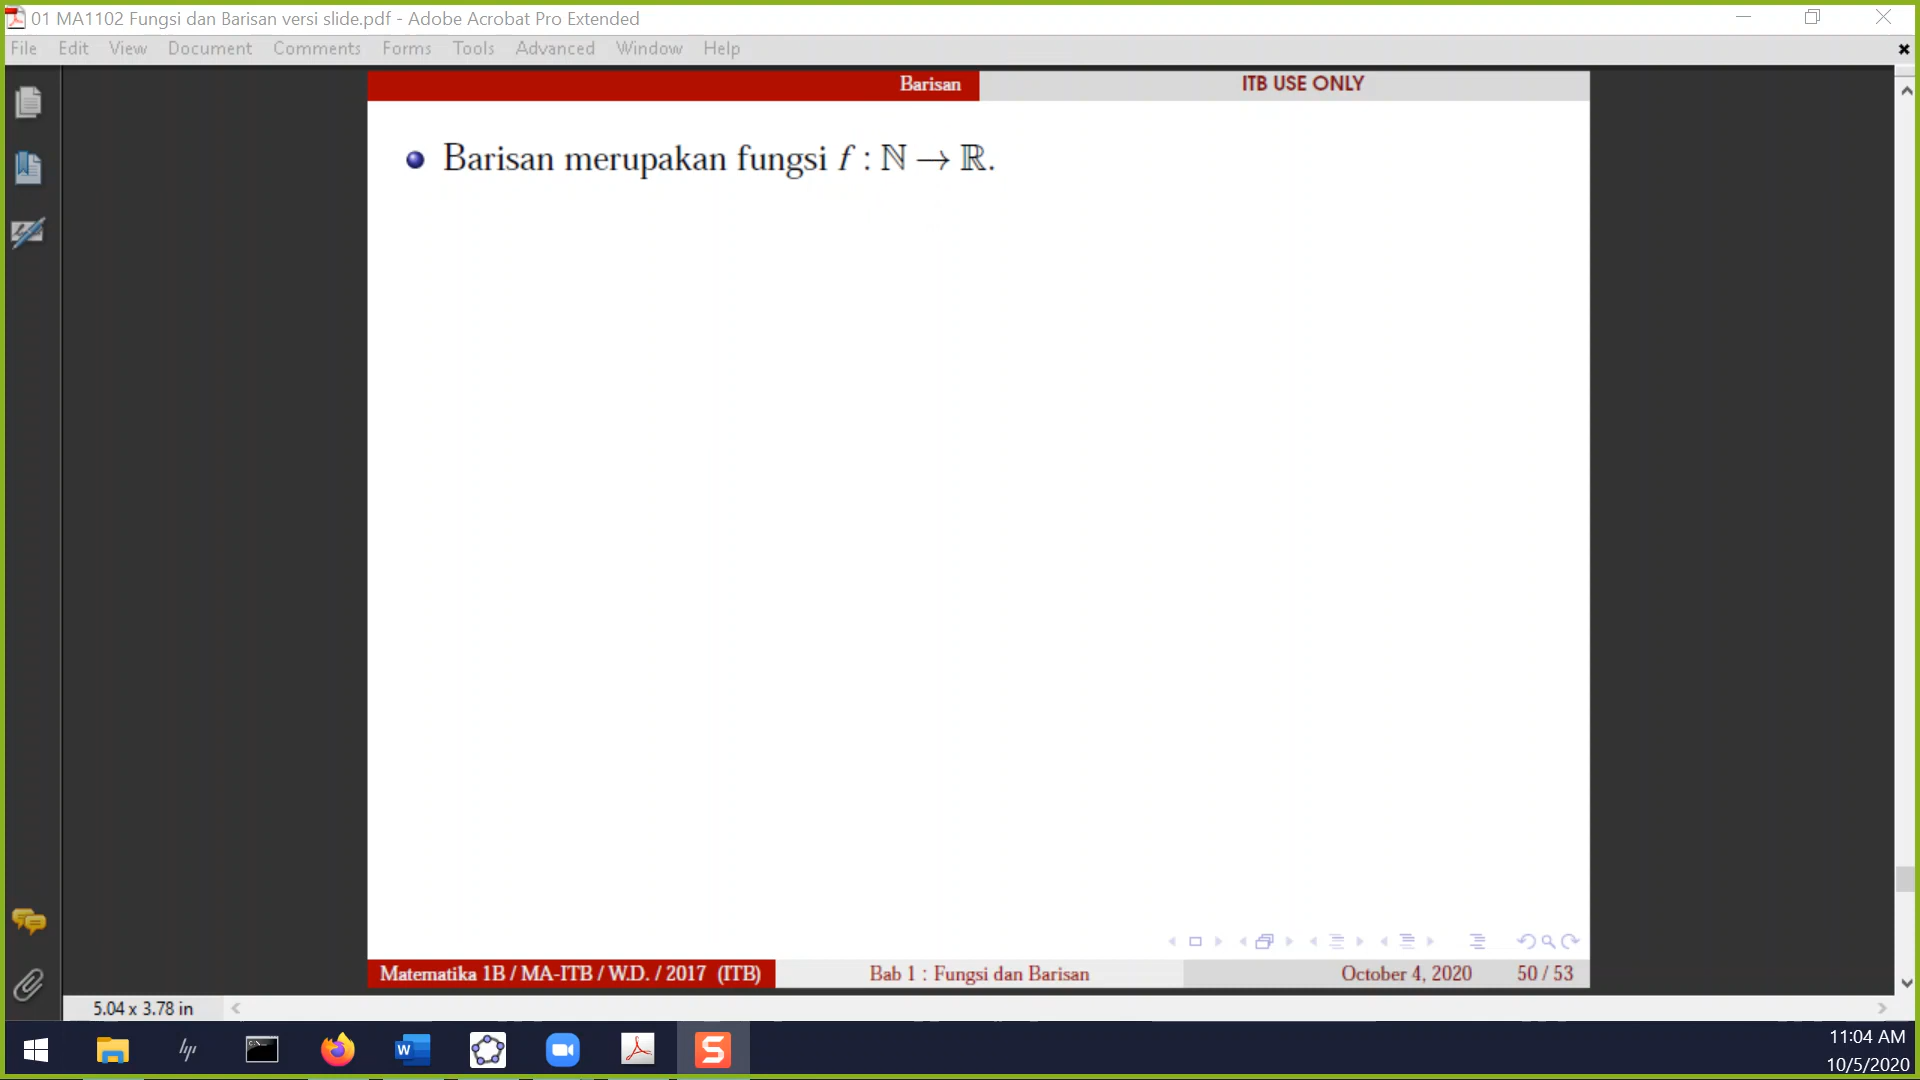 01 MA1102 Fungsi dan Barisan versi slide.pdf - Adobe Acrobat Pro Extended
File Edit View Document Comments Forms Tools Advanced Window Help
Barisan ITB USE ONLY
Barisan merupakan fungsi f : ℕ → ℝ.
Matematika 1B / MA-ITB / W.D. / 2017 (ITB) Bab 1 : Fungsi dan Barisan October 4, 2020 50 / 53
5.04 x 3.78 in
11:04 AM
10/5/2020